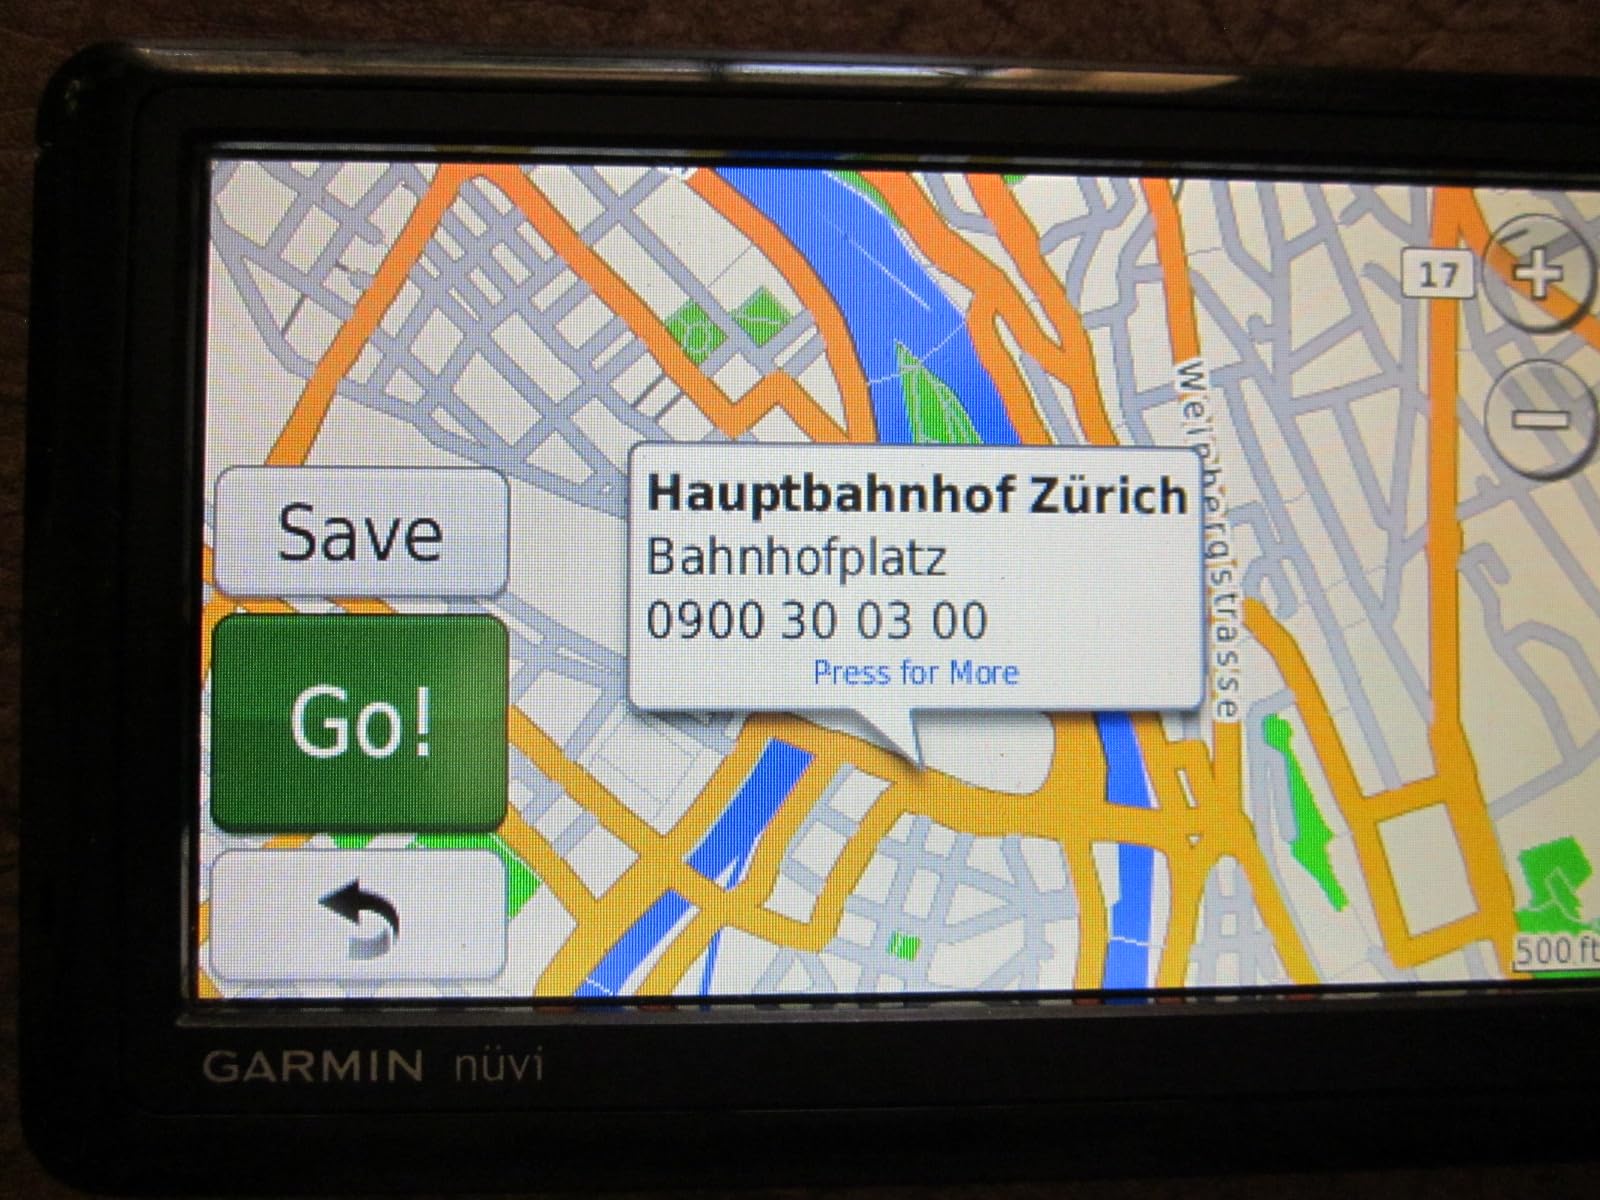 17
Weinbergstrasse
Hauptbahnhof Zürich
Bahnhofplatz
0900 30 03 00
Press for More
Save
Go!
500 ft
GARMIN nüvi